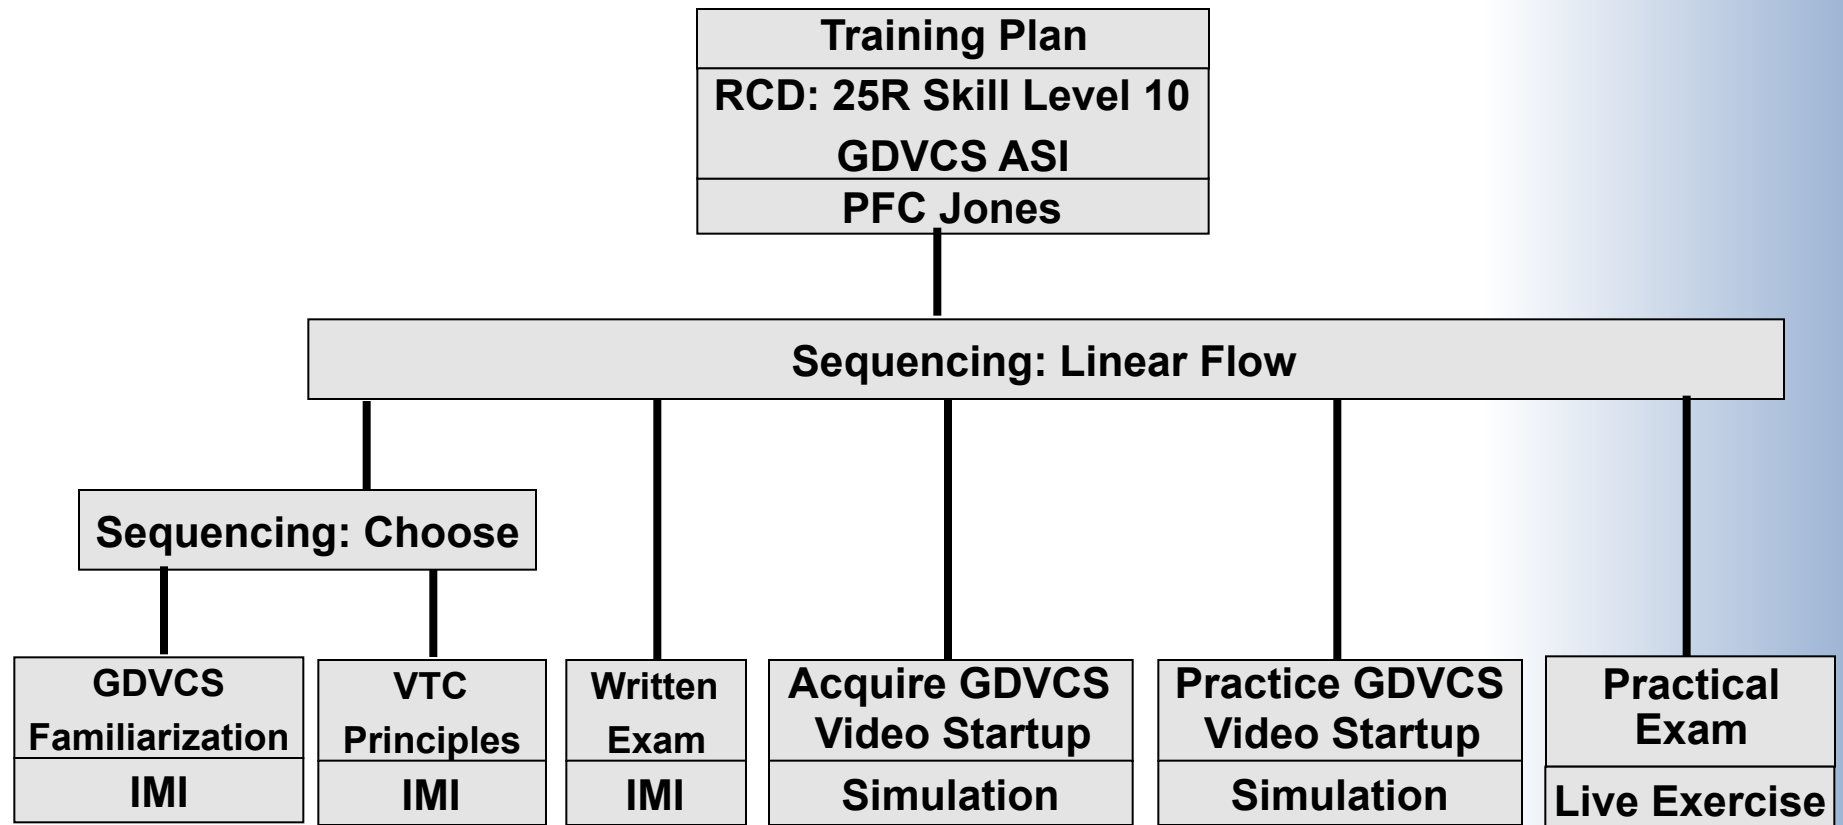 Training Plan
RCD: 25R Skill Level 10
GDVCS ASI
PFC Jones
Sequencing: Linear Flow
Sequencing: Choose
GDVCS
Familiarization
IMI
VTC
Principles
IMI
Written
Exam
IMI
Acquire GDVCS
Video Startup
Simulation
Practice GDVCS
Video Startup
Simulation
Practical
Exam
Live Exercise